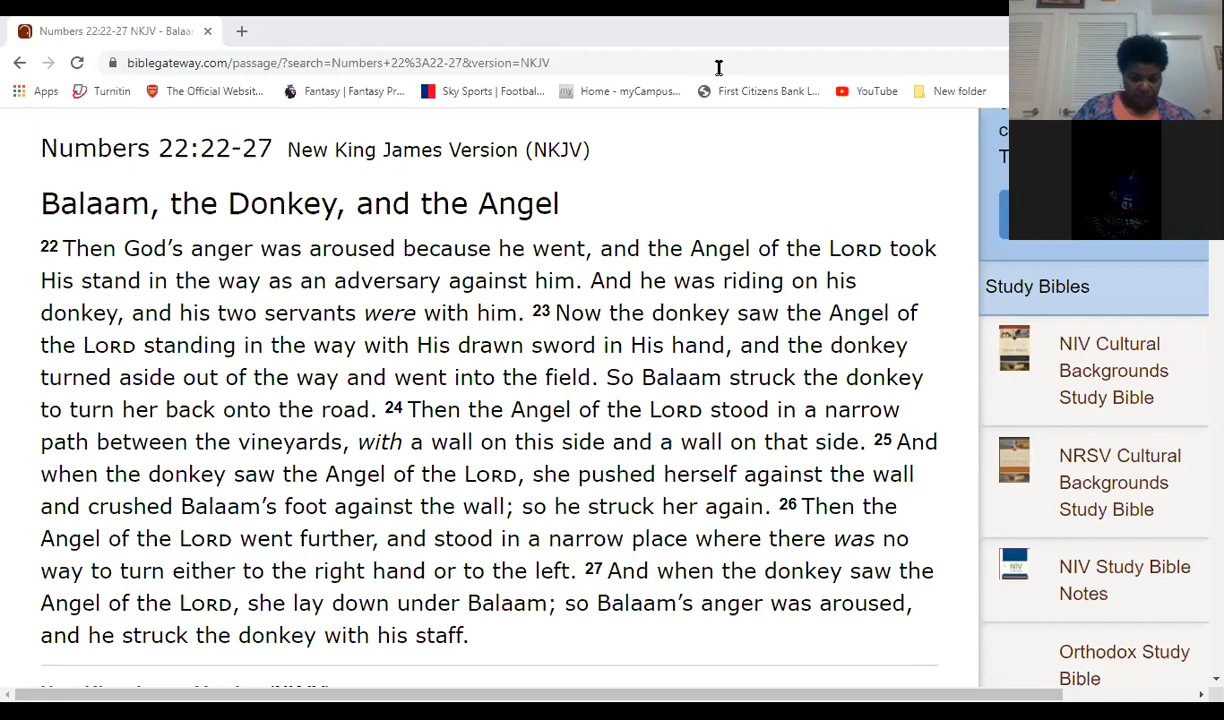 Numbers 22:22-27 NKJV - Balaa
biblegateway.com/passage/?search=Numbers+22%3A22-27&version=NKJV
Apps Turnitin The Official Websit... Fantasy | Fantasy Pr... Sky Sports | Footbal... Home - myCampus... First Citizens Bank L... YouTube New folder
Numbers 22:22-27 New King James Version (NKJV)
Balaam, the Donkey, and the Angel
22 Then God's anger was aroused because he went, and the Angel of the LORD took
His stand in the way as an adversary against him. And he was riding on his
donkey, and his two servants were with him. 23 Now the donkey saw the Angel of
the LORD standing in the way with His drawn sword in His hand, and the donkey
turned aside out of the way and went into the field. So Balaam struck the donkey
to turn her back onto the road. 24 Then the Angel of the LORD stood in a narrow
path between the vineyards, with a wall on this side and a wall on that side. 25 And
when the donkey saw the Angel of the LORD, she pushed herself against the wall
and crushed Balaam's foot against the wall; so he struck her again. 26 Then the
Angel of the LORD went further, and stood in a narrow place where there was no
way to turn either to the right hand or to the left. 27 And when the donkey saw the
Angel of the LORD, she lay down under Balaam; so Balaam's anger was aroused,
and he struck the donkey with his staff.
Study Bibles
NIV Cultural
Backgrounds
Study Bible
NRSV Cultural
Backgrounds
Study Bible
NIV Study Bible
Notes
Orthodox Study
Bible